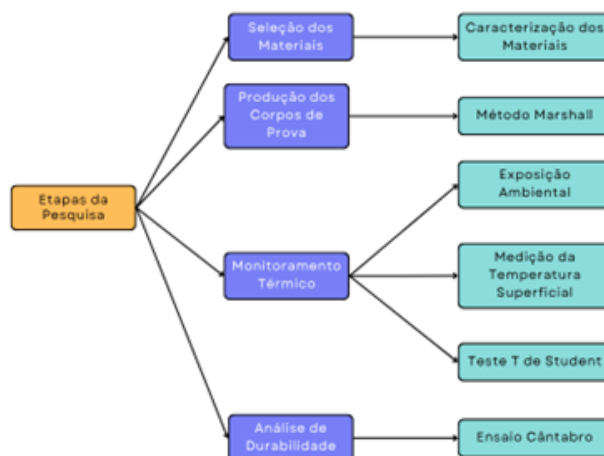 Seleção dos
Materiais
Caracterização dos
Materiais
Produção dos
Corpos de
Prova
Método Marshall
Etapas da
Pesquisa
Exposição
Ambiental
Monitoramento
Térmico
Medição da
Temperatura
Superficial
Teste T de Student
Análise de
Durabilidade
Ensaio Cântabro